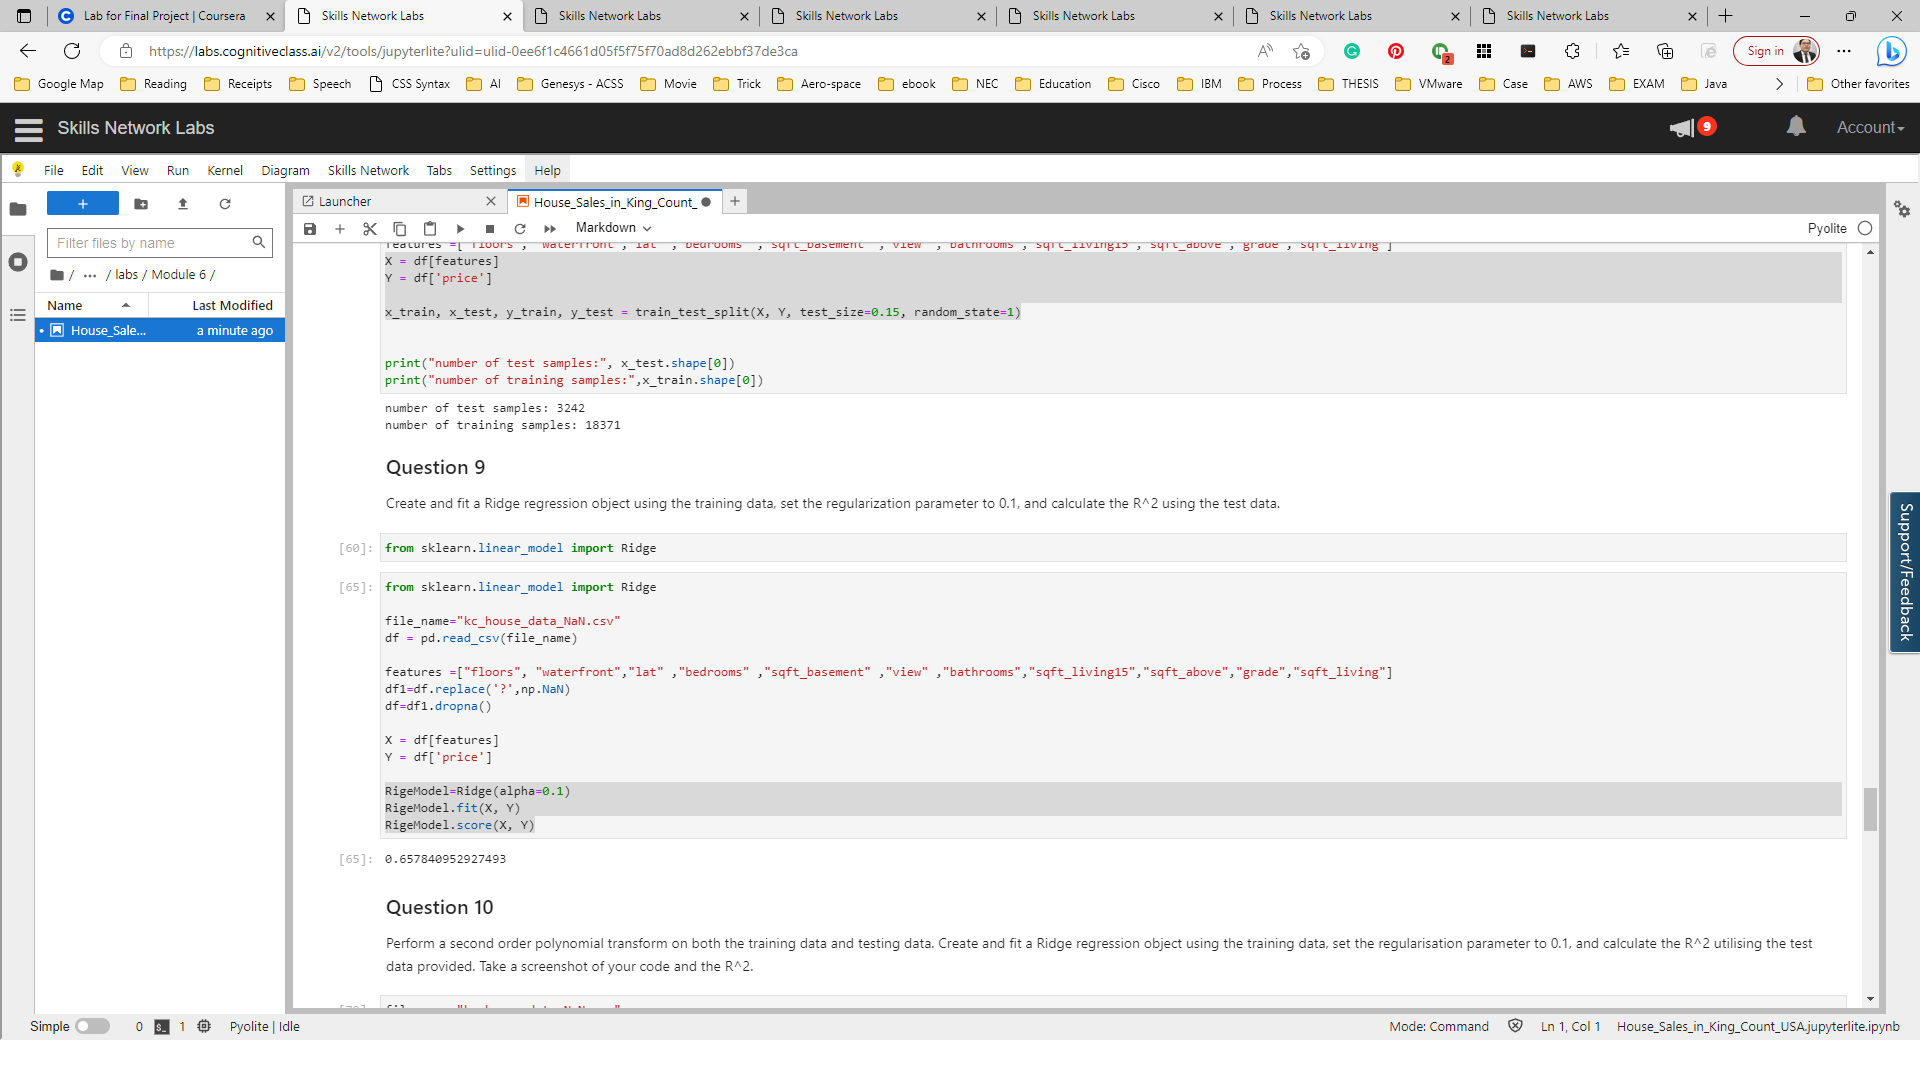 Lab for Final Project | Coursera
Skills Network Labs
Skills Network Labs
Skills Network Labs
Skills Network Labs
Skills Network Labs
Skills Network Labs
https://labs.cognitiveclass.ai/v2/tools/jupyterlite?ulid=ulid-0ee6f1c4661d05f5f75f70ad8d262ebbf37de3ca
2
Sign in
Google Map
Reading
Receipts
Speech
CSS Syntax
AI
Genesys - ACSS
Movie
Trick
Aero-space
ebook
NEC
Education
Cisco
IBM
Process
THESIS
VMware
Case
AWS
EXAM
Java
Other favorites
Skills Network Labs
9
Account
File Edit View Run Kernel Diagram Skills Network Tabs Settings Help
Launcher
House_Sales_in_King_Count_
Filter files by name
Markdown
Pyolite
/ ... / labs / Module 6 /
Name Last Modified
House_Sale... a minute ago
features =["floors", "waterfront","lat" ,"bedrooms" ,"sqft_basement" ,"view" ,"bathrooms","sqft_living15","sqft_above","grade","sqft_living"]
X = df[features]
Y = df['price']
x_train, x_test, y_train, y_test = train_test_split(X, Y, test_size=0.15, random_state=1)
print("number of test samples:", x_test.shape[0])
print("number of training samples:",x_train.shape[0])
number of test samples: 3242
number of training samples: 18371
Question 9
Create and fit a Ridge regression object using the training data, set the regularization parameter to 0.1, and calculate the R^2 using the test data.
[60]: from sklearn.linear_model import Ridge
[65]: from sklearn.linear_model import Ridge
file_name="kc_house_data_NaN.csv"
df = pd.read_csv(file_name)
features =["floors", "waterfront","lat" ,"bedrooms" ,"sqft_basement" ,"view" ,"bathrooms","sqft_living15","sqft_above","grade","sqft_living"]
df1=df.replace('?',np.NaN)
df=df1.dropna()
X = df[features]
Y = df['price']
RigeModel=Ridge(alpha=0.1)
RigeModel.fit(X, Y)
RigeModel.score(X, Y)
[65]: 0.657840952927493
Question 10
Perform a second order polynomial transform on both the training data and testing data. Create and fit a Ridge regression object using the training data, set the regularisation parameter to 0.1, and calculate the R^2 utilising the test
data provided. Take a screenshot of your code and the R^2.
Support/Feedback
Simple 0 1 Pyolite | Idle
Mode: Command Ln 1, Col 1 House_Sales_in_King_Count_USA.jupyterlite.ipynb